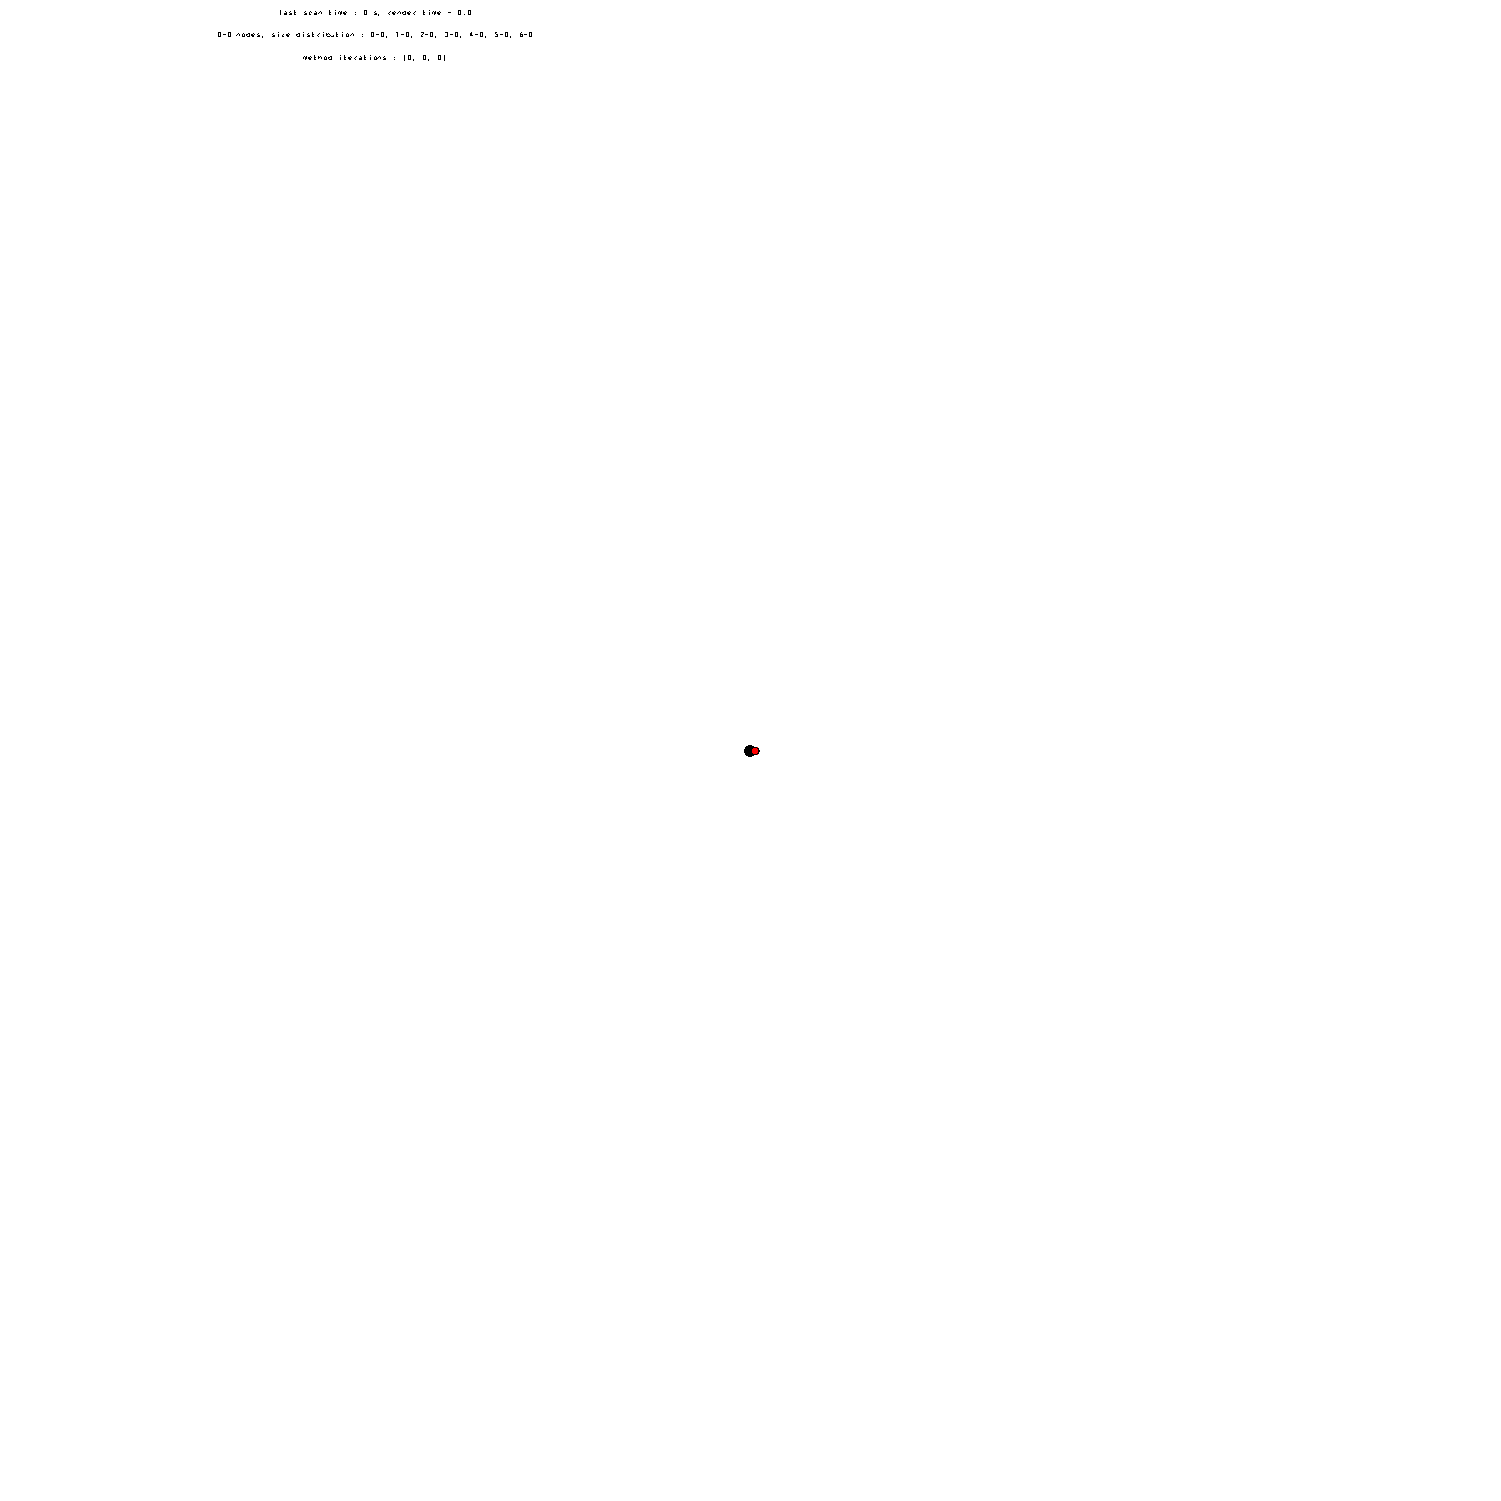 last scan time : 0 s, render time - 0.0
0-0 nodes, size distribution : 0-0, 1-0, 2-0, 3-0, 4-0, 5-0, 6-0
method iterations : [0, 0, 0]